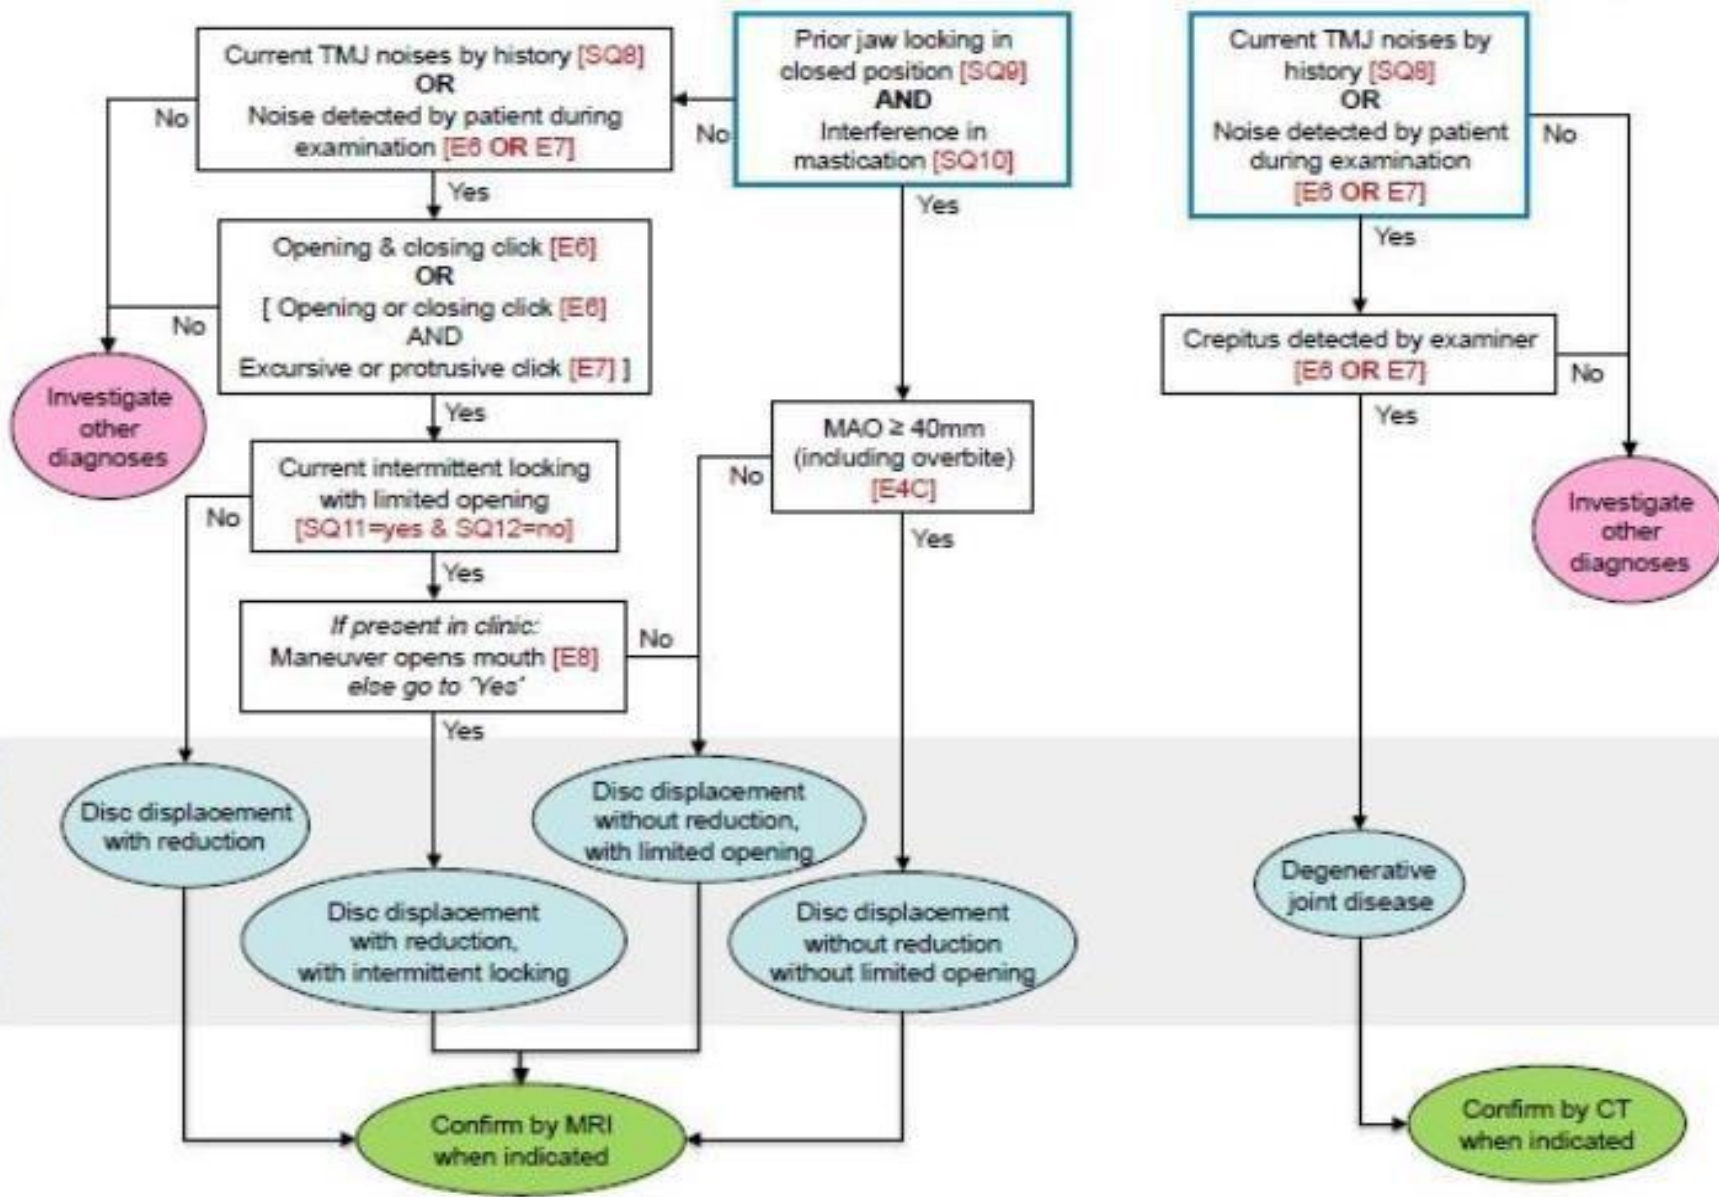 Current TMJ noises by history [SQ8]
OR
Noise detected by patient during
examination [E6 OR E7]
No
Yes
Prior jaw locking in
closed position [SQ9]
AND
Interference in
mastication [SQ10]
No
Yes
Opening & closing click [E6]
OR
[ Opening or closing click [E6]
AND
Excursive or protrusive click [E7] ]
No
Yes
Investigate
other
diagnoses
Current intermittent locking
with limited opening
[SQ11=yes & SQ12=no]
No
Yes
MAO ≥ 40mm
(including overbite)
[E4C]
No
Yes
If present in clinic:
Maneuver opens mouth [E8]
else go to 'Yes'
No
Yes
Disc displacement
with reduction
Disc displacement
with reduction,
with intermittent locking
Disc displacement
without reduction,
with limited opening
Disc displacement
without reduction
without limited opening
Confirm by MRI
when indicated
Current TMJ noises by
history [SQ8]
OR
Noise detected by patient
during examination
[E6 OR E7]
No
Yes
Crepitus detected by examiner
[E6 OR E7]
No
Yes
Investigate
other
diagnoses
Degenerative
joint disease
Confirm by CT
when indicated